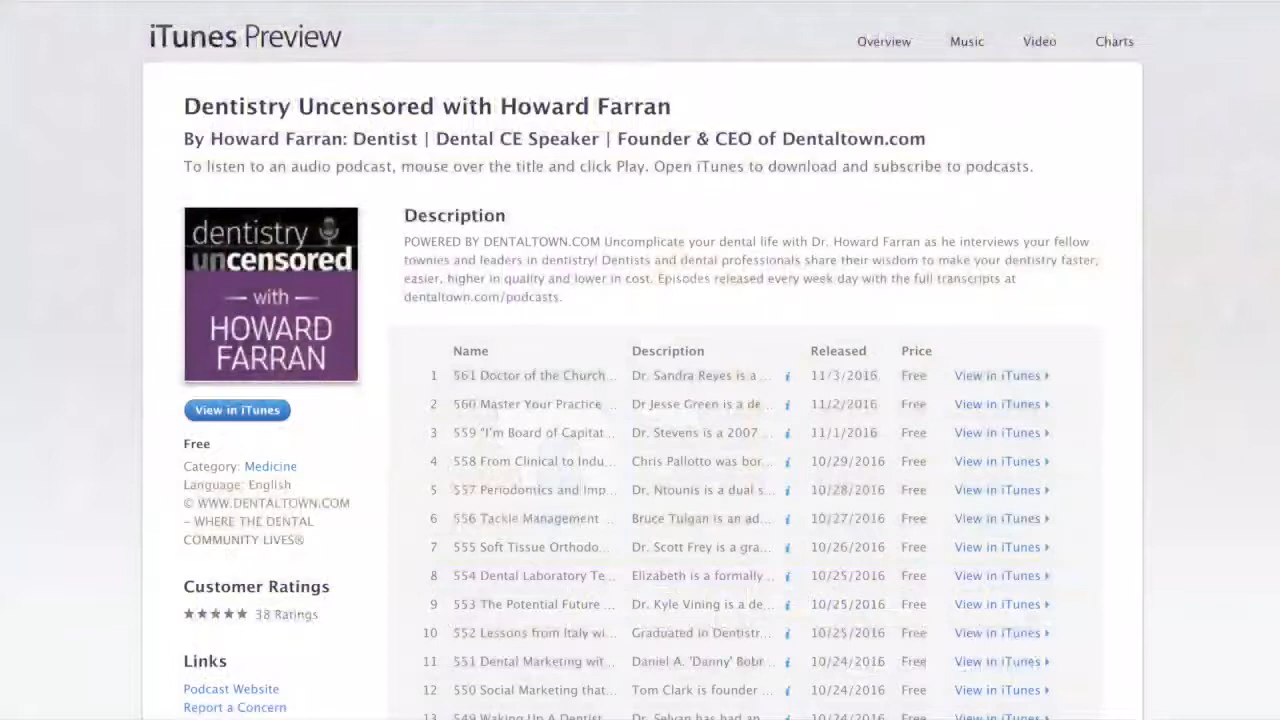 iTunes Preview
Overview Music Video Charts
Dentistry Uncensored with Howard Farran
By Howard Farran: Dentist | Dental CE Speaker | Founder & CEO of Dentaltown.com
To listen to an audio podcast, mouse over the title and click Play. Open iTunes to download and subscribe to podcasts.
dentistry
uncensored
— with —
HOWARD
FARRAN
View in iTunes
Free
Category: Medicine
Language: English
© WWW.DENTALTOWN.COM
– WHERE THE DENTAL
COMMUNITY LIVES®
Customer Ratings
★★★★★ 38 Ratings
Links
Podcast Website
Report a Concern
Description
POWERED BY DENTALTOWN.COM Uncomplicate your dental life with Dr. Howard Farran as he interviews your fellow
townies and leaders in dentistry! Dentists and dental professionals share their wisdom to make your dentistry faster,
easier, higher in quality and lower in cost. Episodes released every week day with the full transcripts at
dentaltown.com/podcasts.
Name Description Released Price
1 561 Doctor of the Church... Dr. Sandra Reyes is a ... i 11/3/2016 Free View in iTunes
2 560 Master Your Practice ... Dr Jesse Green is a de... i 11/2/2016 Free View in iTunes
3 559 "I'm Board of Capitat... Dr. Stevens is a 2007 ... i 11/1/2016 Free View in iTunes
4 558 From Clinical to Indu... Chris Pallotto was bor... i 10/29/2016 Free View in iTunes
5 557 Periodontics and Imp... Dr. Ntounis is a dual s... i 10/28/2016 Free View in iTunes
6 556 Tackle Management ... Bruce Tulgan is an ad... i 10/27/2016 Free View in iTunes
7 555 Soft Tissue Orthodo... Dr. Scott Frey is a gra... i 10/26/2016 Free View in iTunes
8 554 Dental Laboratory Te... Elizabeth is a formally... i 10/25/2016 Free View in iTunes
9 553 The Potential Future ... Dr. Kyle Vining is a de... i 10/25/2016 Free View in iTunes
10 552 Lessons from Italy wi... Graduated in Dentistr... i 10/25/2016 Free View in iTunes
11 551 Dental Marketing wit... Daniel A. 'Danny' Bobr... i 10/24/2016 Free View in iTunes
12 550 Social Marketing that... Tom Clark is founder ... i 10/24/2016 Free View in iTunes
13 549 Waking Up A Dentist... Dr. Selvan has had an... i 10/24/2016 Free View in iTunes